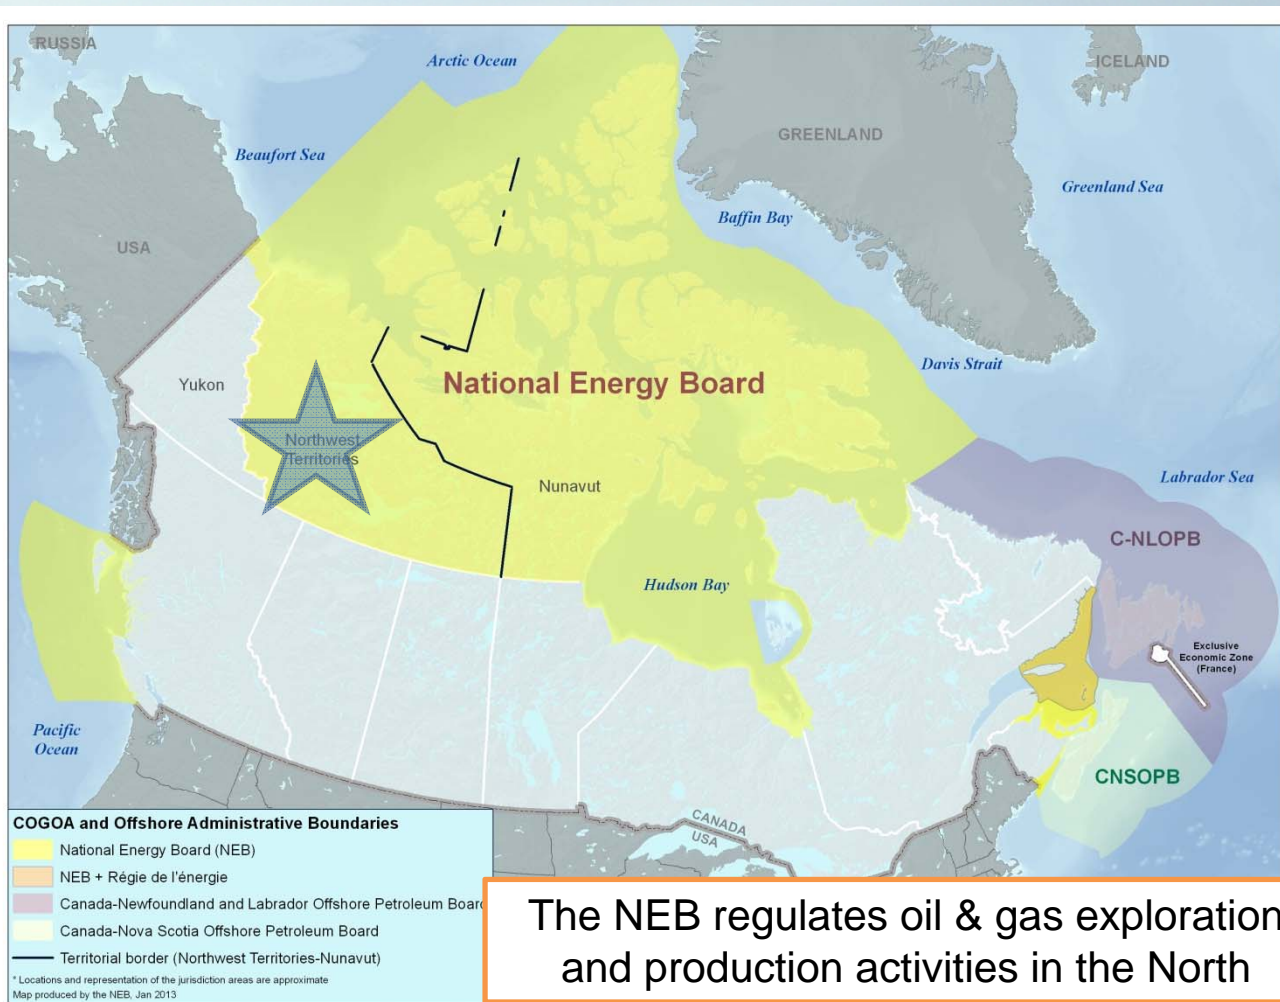 RUSSIA
Arctic Ocean
ICELAND
GREENLAND
Beaufort Sea
Greenland Sea
Baffin Bay
USA
Davis Strait
Yukon
National Energy Board
Northwest
Territories
Nunavut
Labrador Sea
C-NLOPB
Hudson Bay
Exclusive
Economic Zone
(France)
Pacific
Ocean
CNSOPB
CANADA
USA
COGOA and Offshore Administrative Boundaries
National Energy Board (NEB)
NEB + Régie de l'énergie
Canada-Newfoundland and Labrador Offshore Petroleum Board
Canada-Nova Scotia Offshore Petroleum Board
Territorial border (Northwest Territories-Nunavut)
* Locations and representation of the jurisdiction areas are approximate
Map produced by the NEB, Jan 2013
The NEB regulates oil & gas exploration
and production activities in the North